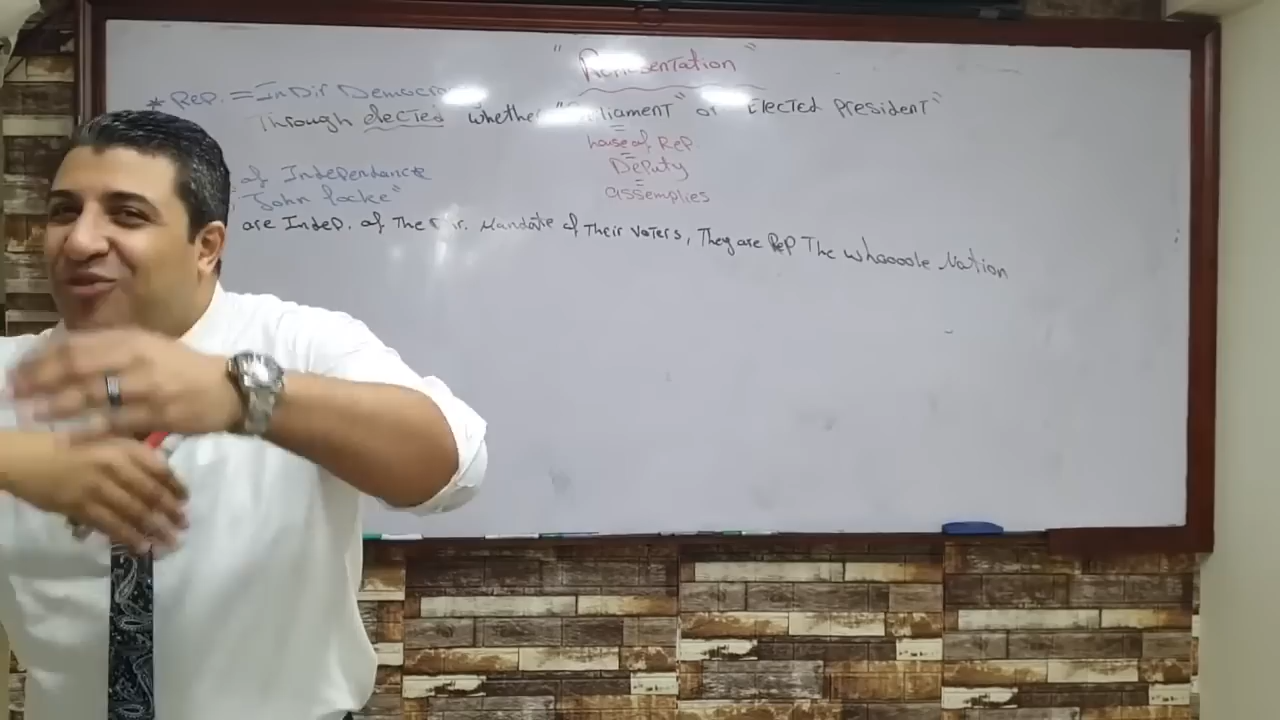 " Representation "
* Rep. = InDir Democra
Through elected whether "Parliament" or Elected president"
=
house of Rep.
=
Deputy
=
assemplies
of Independance
John locke"
are Indep. of The Mandate of Their Voters, They are Rep The whooole Nation